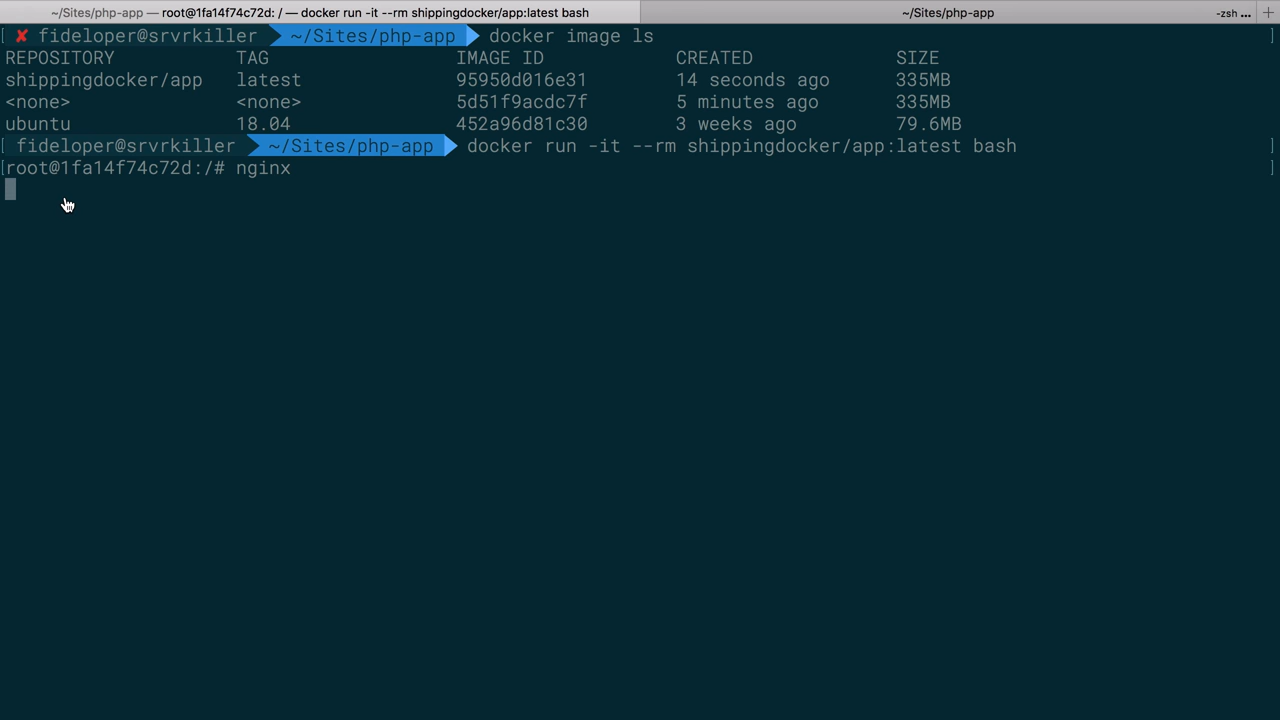 ~/Sites/php-app — root@1fa14f74c72d: / — docker run -it --rm shippingdocker/app:latest bash
~/Sites/php-app
-zsh ...
+
[ ✘ fideloper@srvrkiller ~/Sites/php-app docker image ls ]
REPOSITORY TAG IMAGE ID CREATED SIZE
shippingdocker/app latest 95950d016e31 14 seconds ago 335MB
<none> <none> 5d51f9acdc7f 5 minutes ago 335MB
ubuntu 18.04 452a96d81c30 3 weeks ago 79.6MB
[ fideloper@srvrkiller ~/Sites/php-app docker run -it --rm shippingdocker/app:latest bash ]
[root@1fa14f74c72d:/# nginx ]